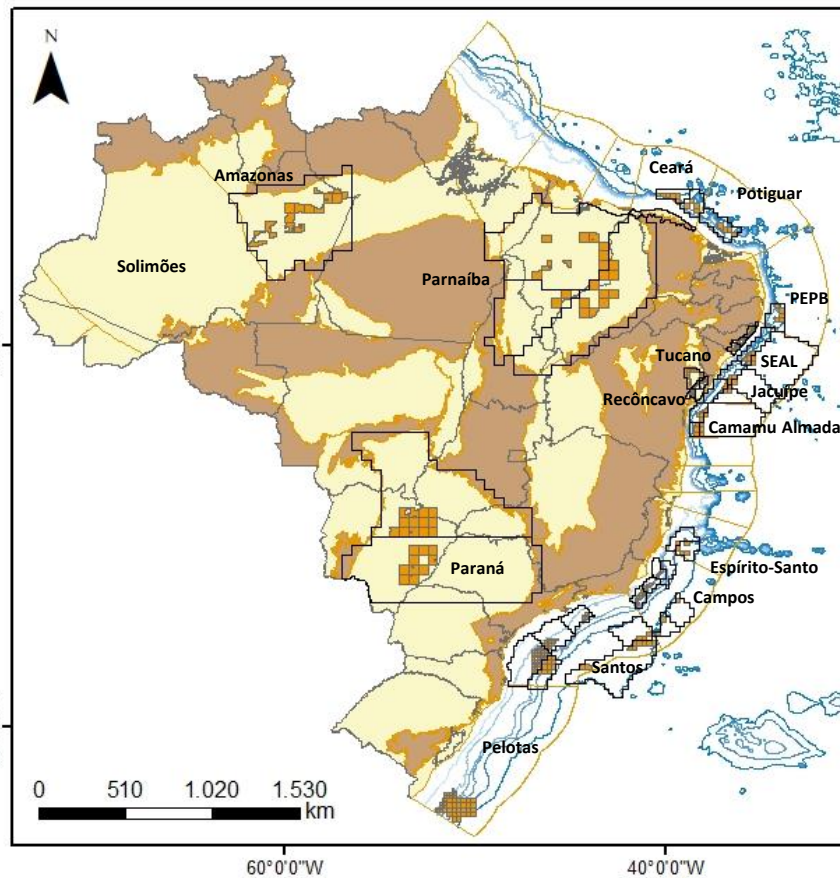 N
Ceará
Amazonas
Potiguar
Solimões
Parnaíba
PEPB
Tucano
SEAL
Jacuípe
Recôncavo
Camamu Almada
Espírito-Santo
Paraná
Campos
Santos
Pelotas
0 510 1.020 1.530
km
60°0'0"W 40°0'0"W